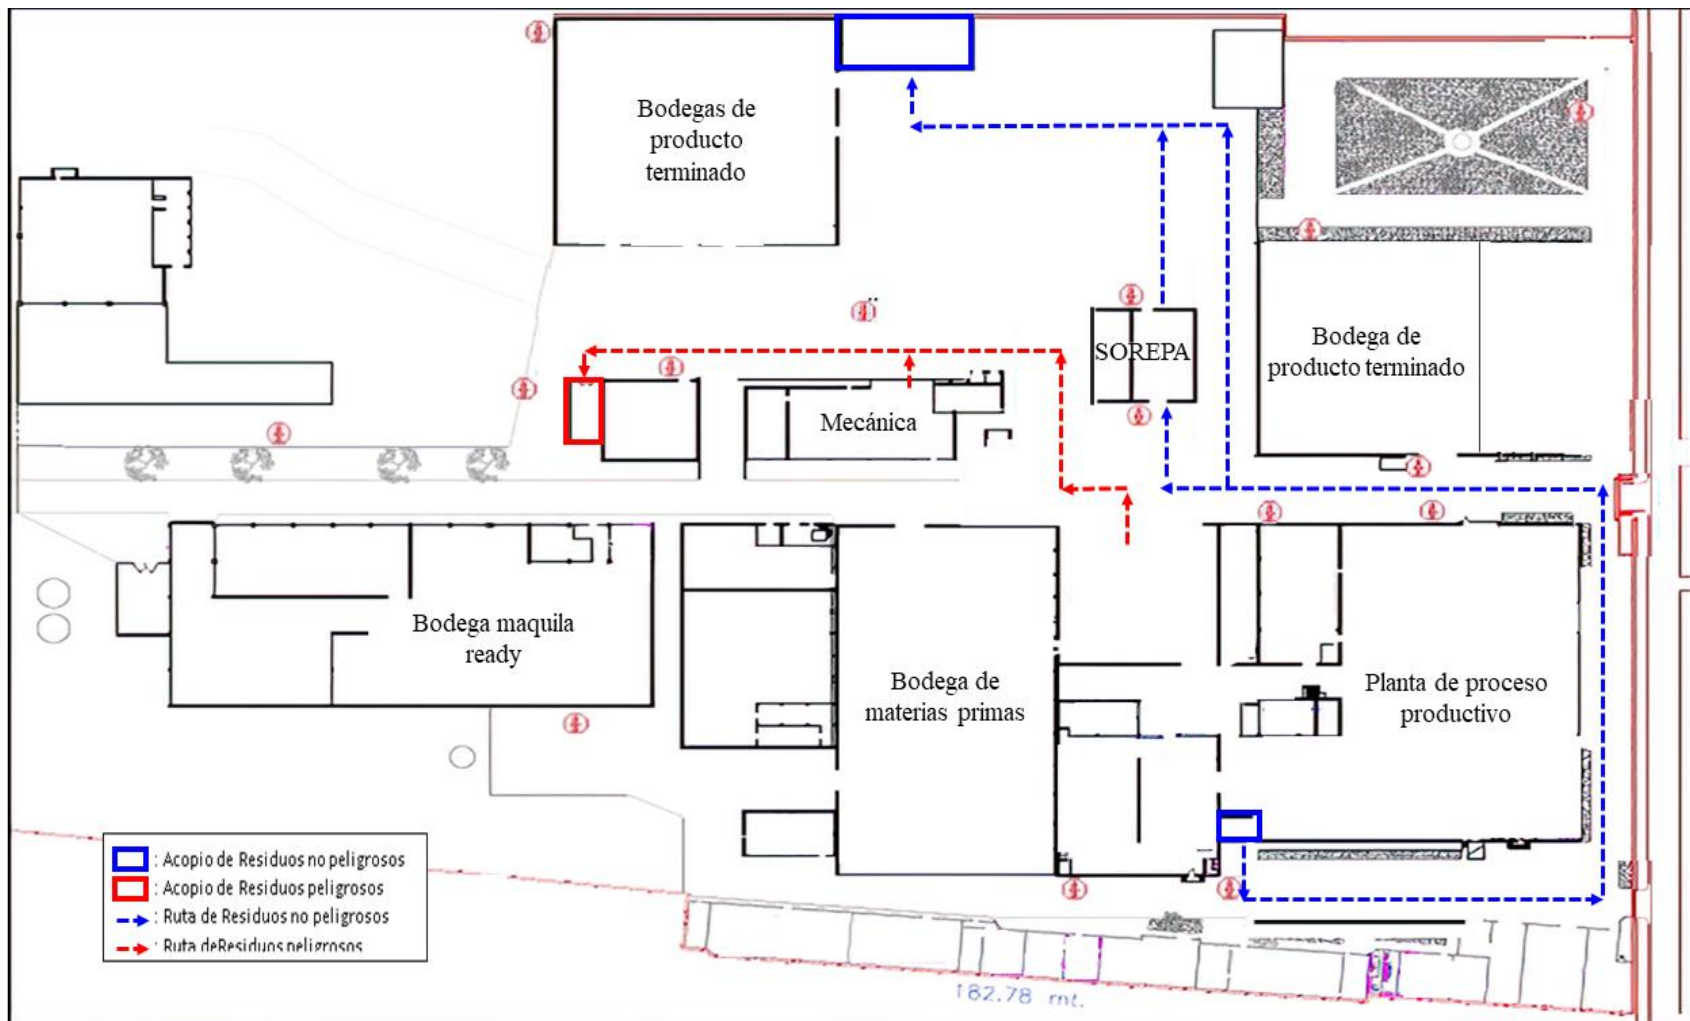 Bodegas de
producto
terminado
SOREPA
Bodega de
producto terminado
Mecánica
Bodega maquila
ready
Bodega de
materias primas
Planta de proceso
productivo
: Acopio de Residuos no peligrosos
: Acopio de Residuos peligrosos
: Ruta de Residuos no peligrosos
: Ruta deResiduos peligrosos
182.78 mt.